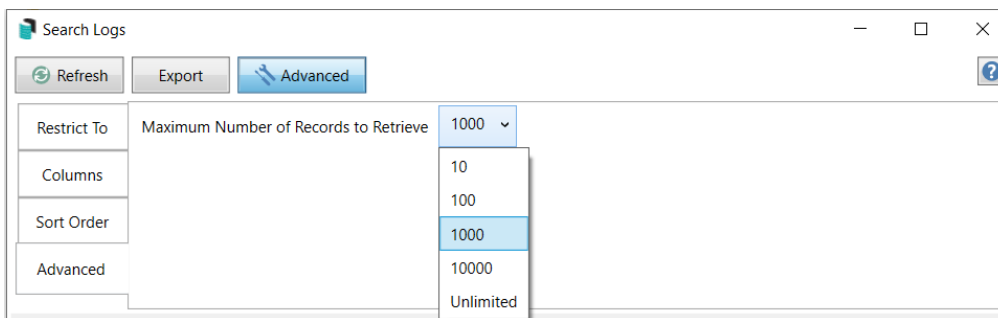 Search Logs
Refresh Export Advanced ?
Restrict To Maximum Number of Records to Retrieve 1000
Columns
Sort Order
Advanced
10
100
1000
10000
Unlimited